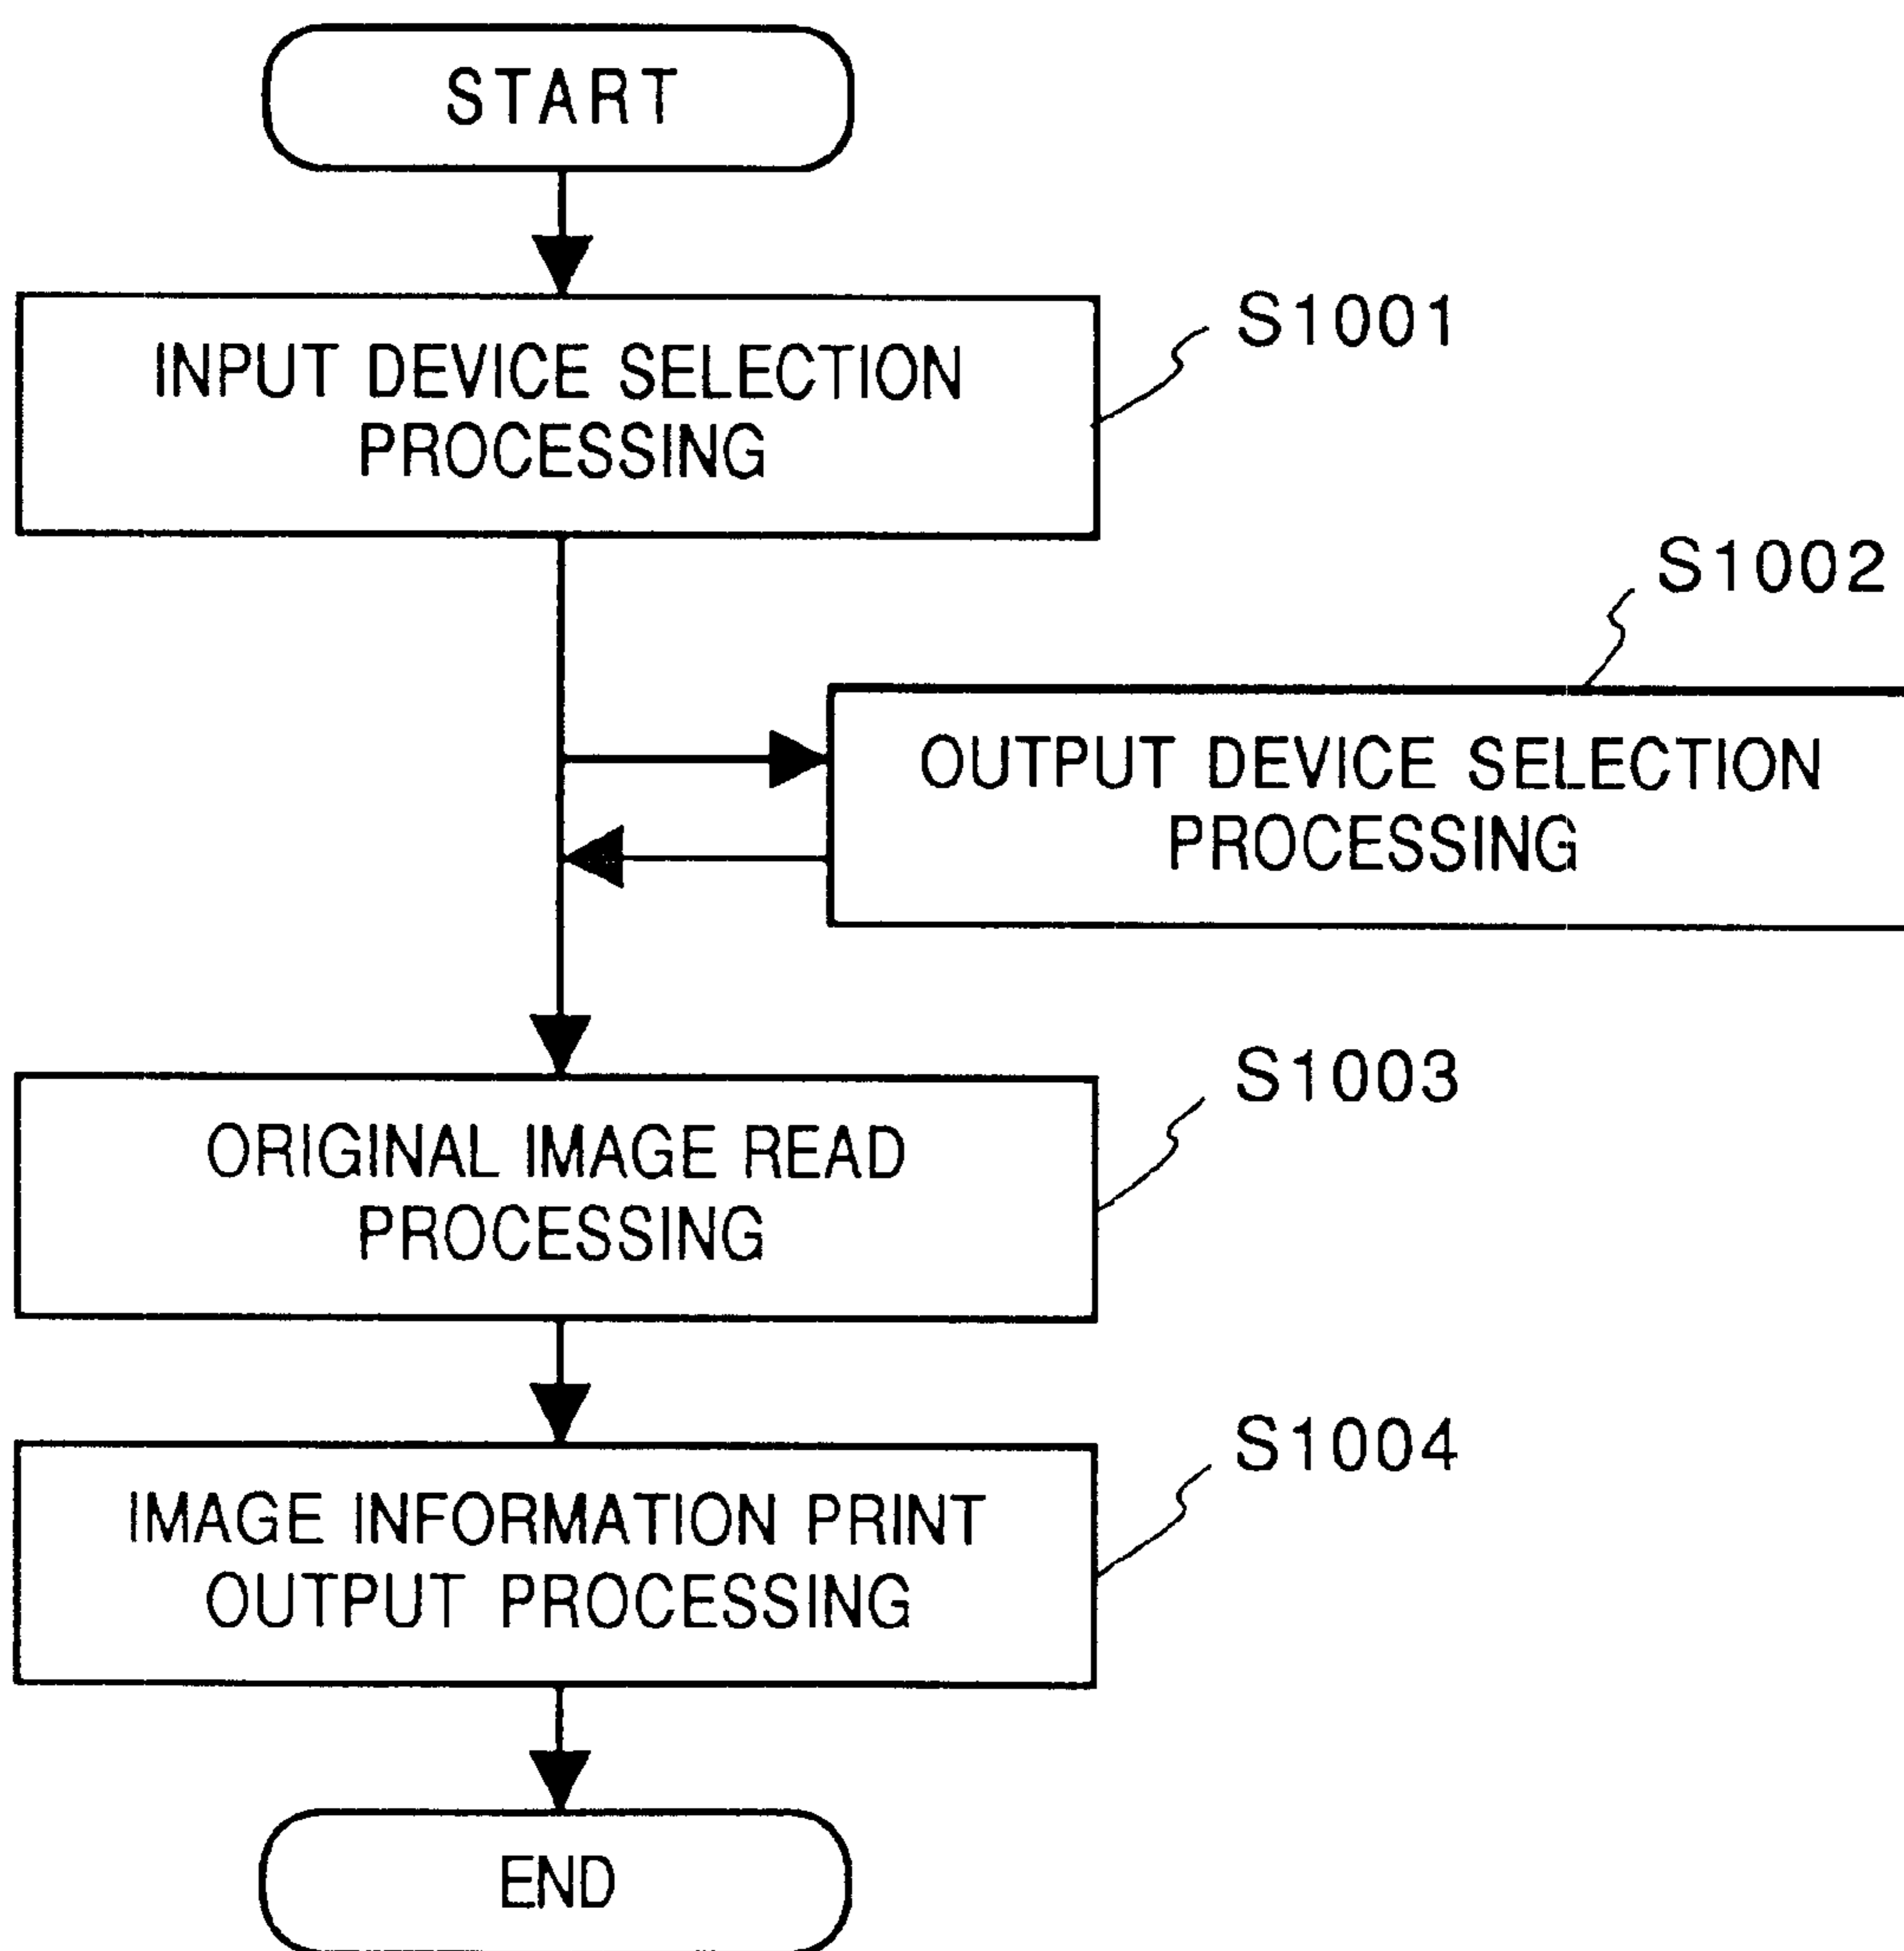 START
INPUT DEVICE SELECTION
PROCESSING
S1001
S1002
OUTPUT DEVICE SELECTION
PROCESSING
S1003
ORIGINAL IMAGE READ
PROCESSING
S1004
IMAGE INFORMATION PRINT
OUTPUT PROCESSING
END